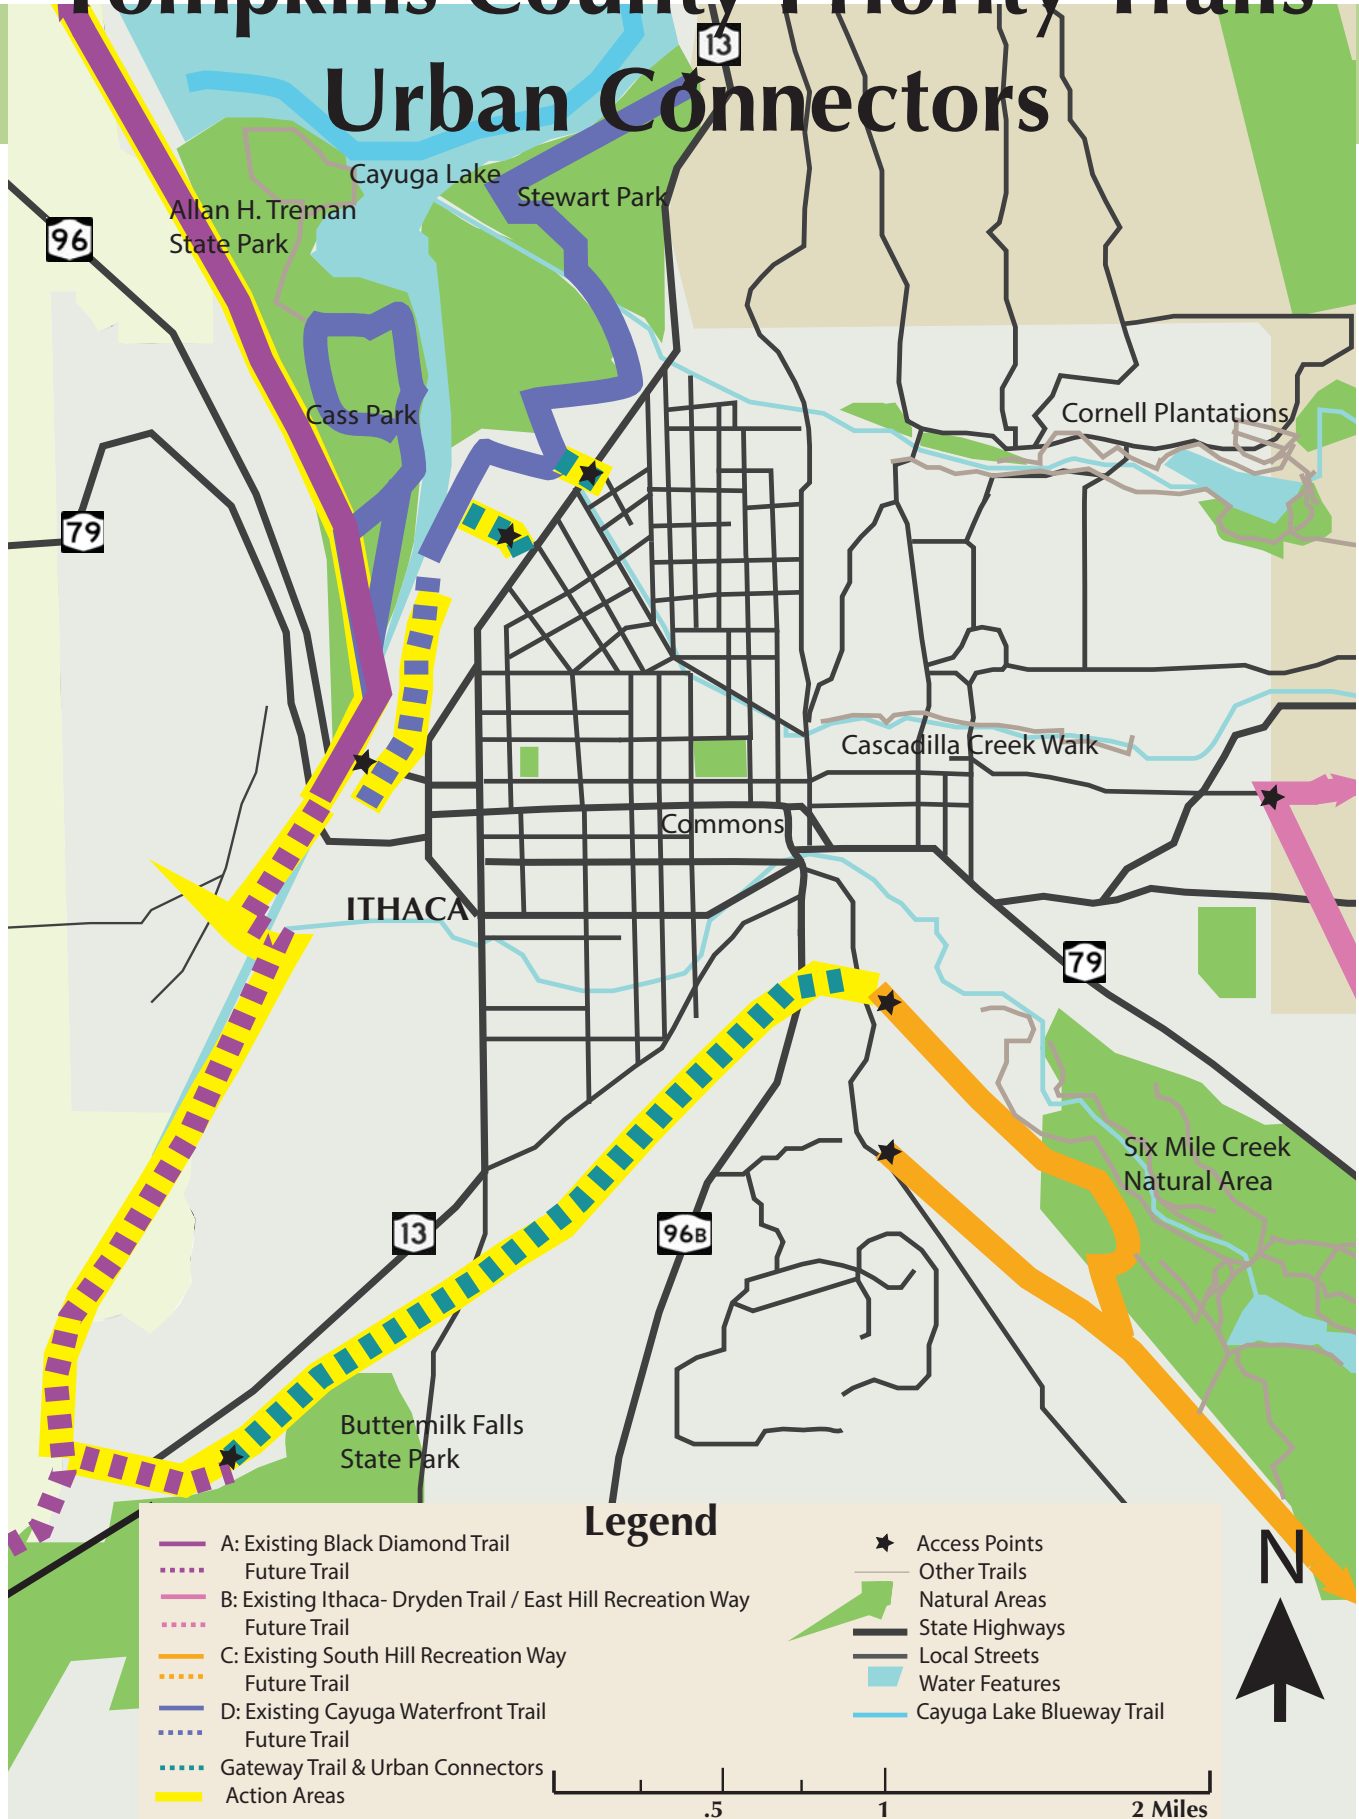 Tompkins County Priority Trails
Urban Connectors
13
Cayuga Lake
Stewart Park
Allan H. Treman
State Park
96
Cass Park
Cornell Plantations
79
Cascadilla Creek Walk
Commons
ITHACA
79
Six Mile Creek
Natural Area
13
96B
Buttermilk Falls
State Park
Legend
A: Existing Black Diamond Trail
Future Trail
B: Existing Ithaca- Dryden Trail / East Hill Recreation Way
Future Trail
C: Existing South Hill Recreation Way
Future Trail
D: Existing Cayuga Waterfront Trail
Future Trail
Gateway Trail & Urban Connectors
Action Areas
Access Points
Other Trails
Natural Areas
State Highways
Local Streets
Water Features
Cayuga Lake Blueway Trail
N
.5 1 2 Miles